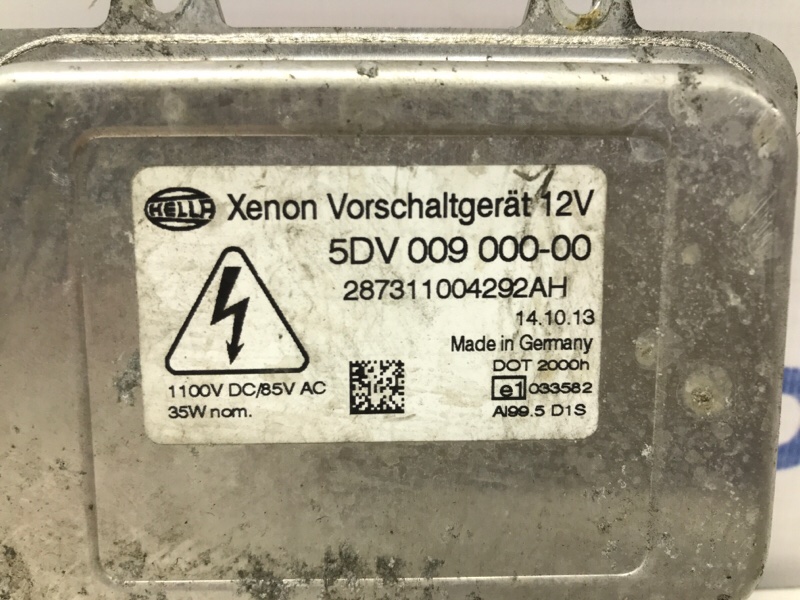 HELLA Xenon Vorschaltgerät 12V
5DV 009 000-00
287311004292AH
14.10.13
Made in Germany
DOT 2000h
1100V DC/85V AC
e1 033582
35W nom.
Al99.5 D1S